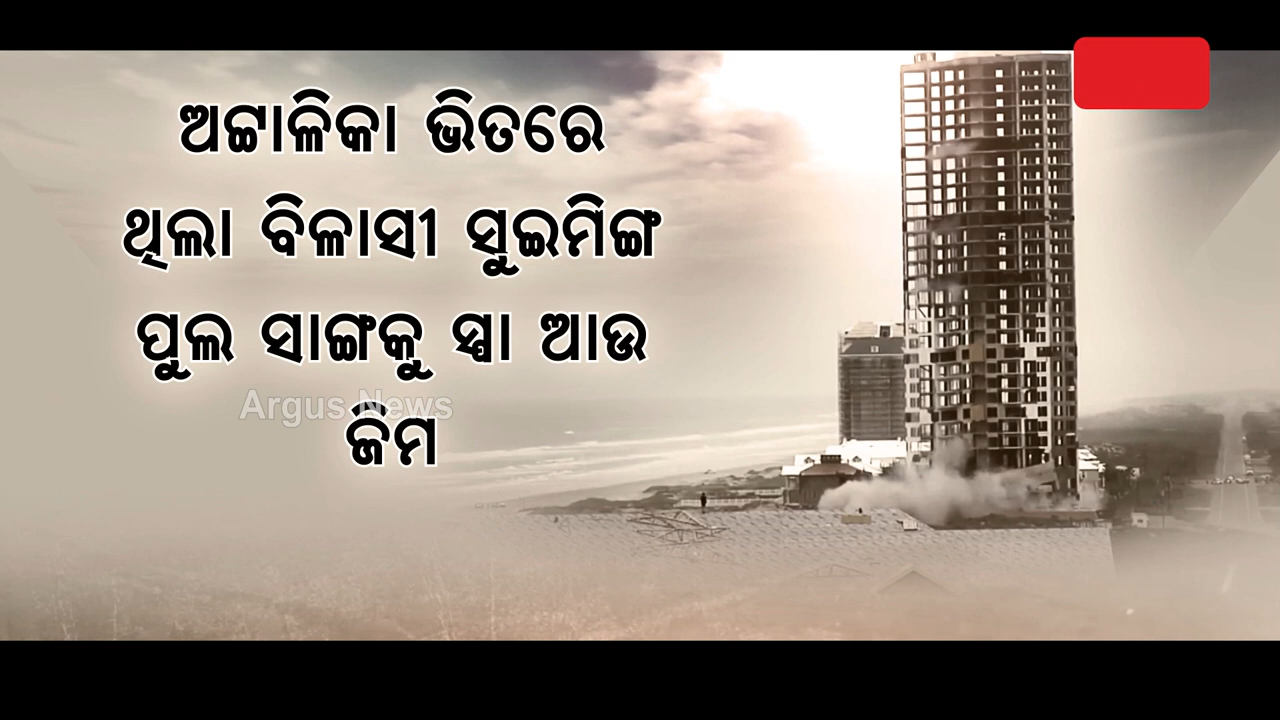 ଅଟ୍ଟାଳିକା ଭିତରେ
ଥିଲା ବିଳାସୀ ସୁଇମିଙ୍ଗ
ପୁଲ ସାଙ୍ଗକୁ ସ୍ପା ଆଉ
Argus News
ଜିମ